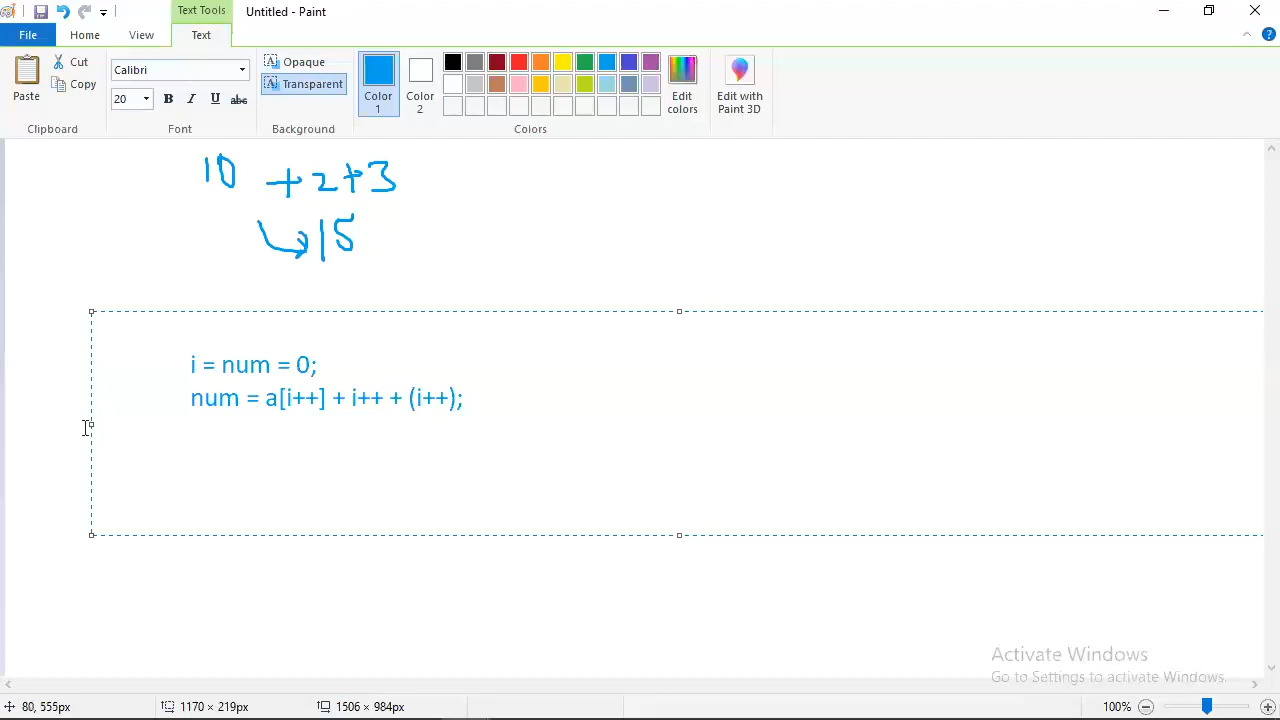 Text Tools
Untitled - Paint
File Home View Text
Paste
Cut
Copy
Clipboard
Calibri
20 B I U abc
Font
Opaque
Transparent
Background
Color 1
Color 2
Edit colors
Colors
Edit with Paint 3D
10 +2+3
15
i = num = 0;
num = a[i++] + i++ + (i++);
Activate Windows
Go to Settings to activate Windows.
80, 555px 1170 × 219px 1506 × 984px 100%